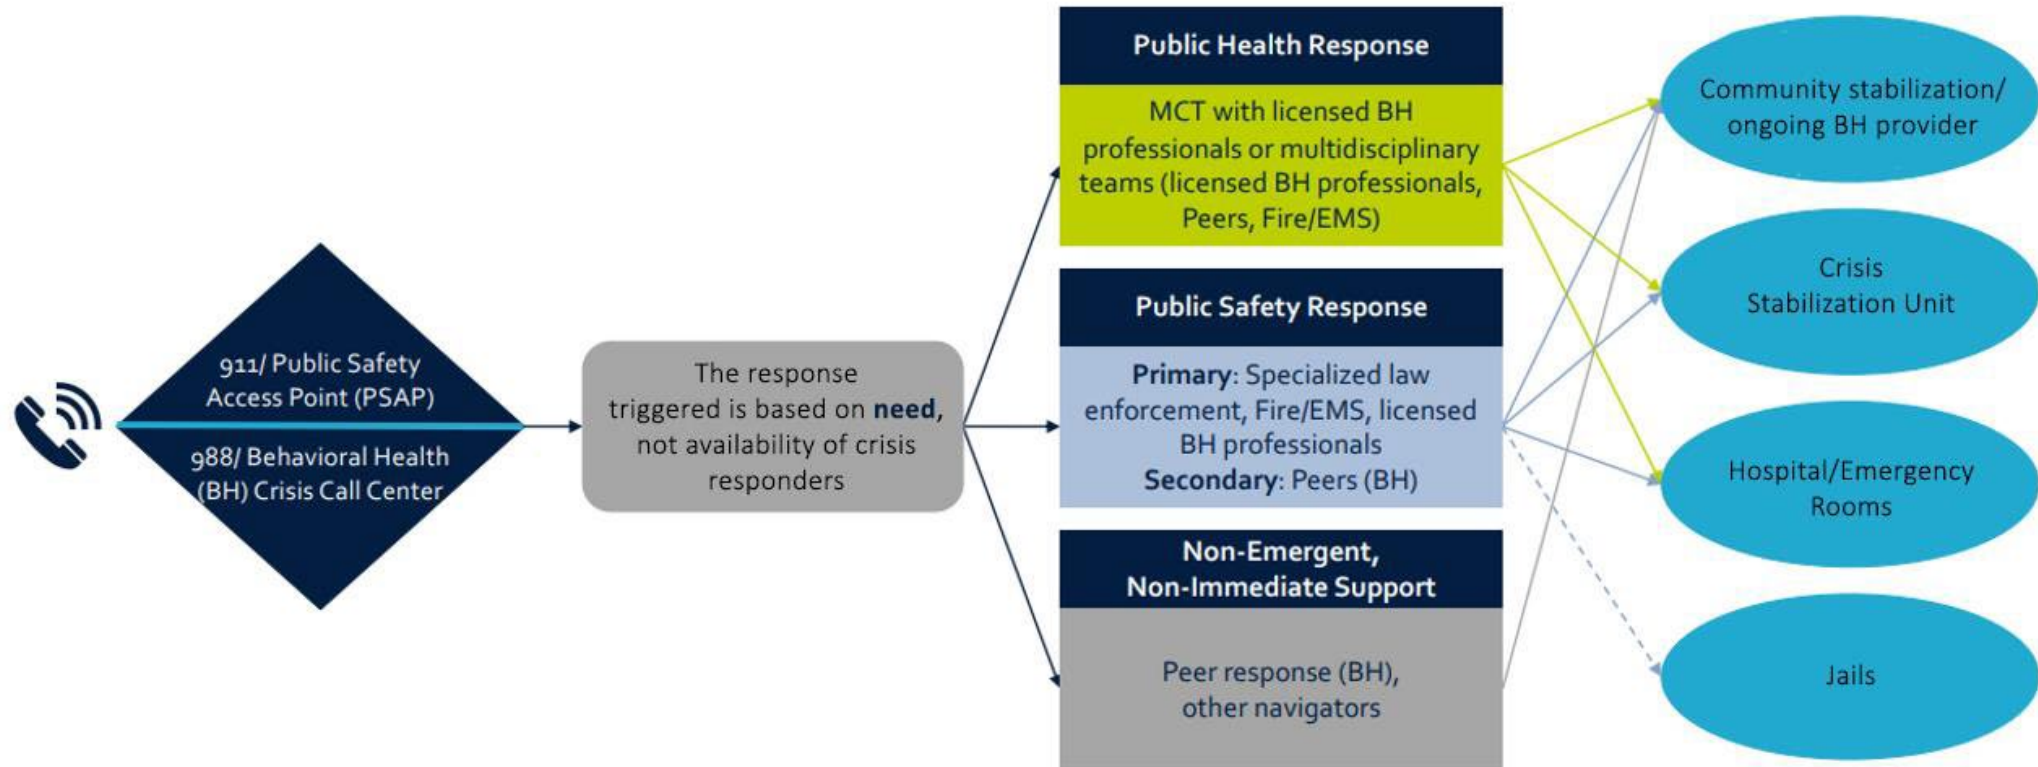 911/ Public Safety
Access Point (PSAP)
988/ Behavioral Health
(BH) Crisis Call Center
The response
triggered is based on need,
not availability of crisis
responders
Public Health Response
MCT with licensed BH
professionals or multidisciplinary
teams (licensed BH professionals,
Peers, Fire/EMS)
Public Safety Response
Primary: Specialized law
enforcement, Fire/EMS, licensed
BH professionals
Secondary: Peers (BH)
Non-Emergent,
Non-Immediate Support
Peer response (BH),
other navigators
Community stabilization/
ongoing BH provider
Crisis
Stabilization Unit
Hospital/Emergency
Rooms
Jails